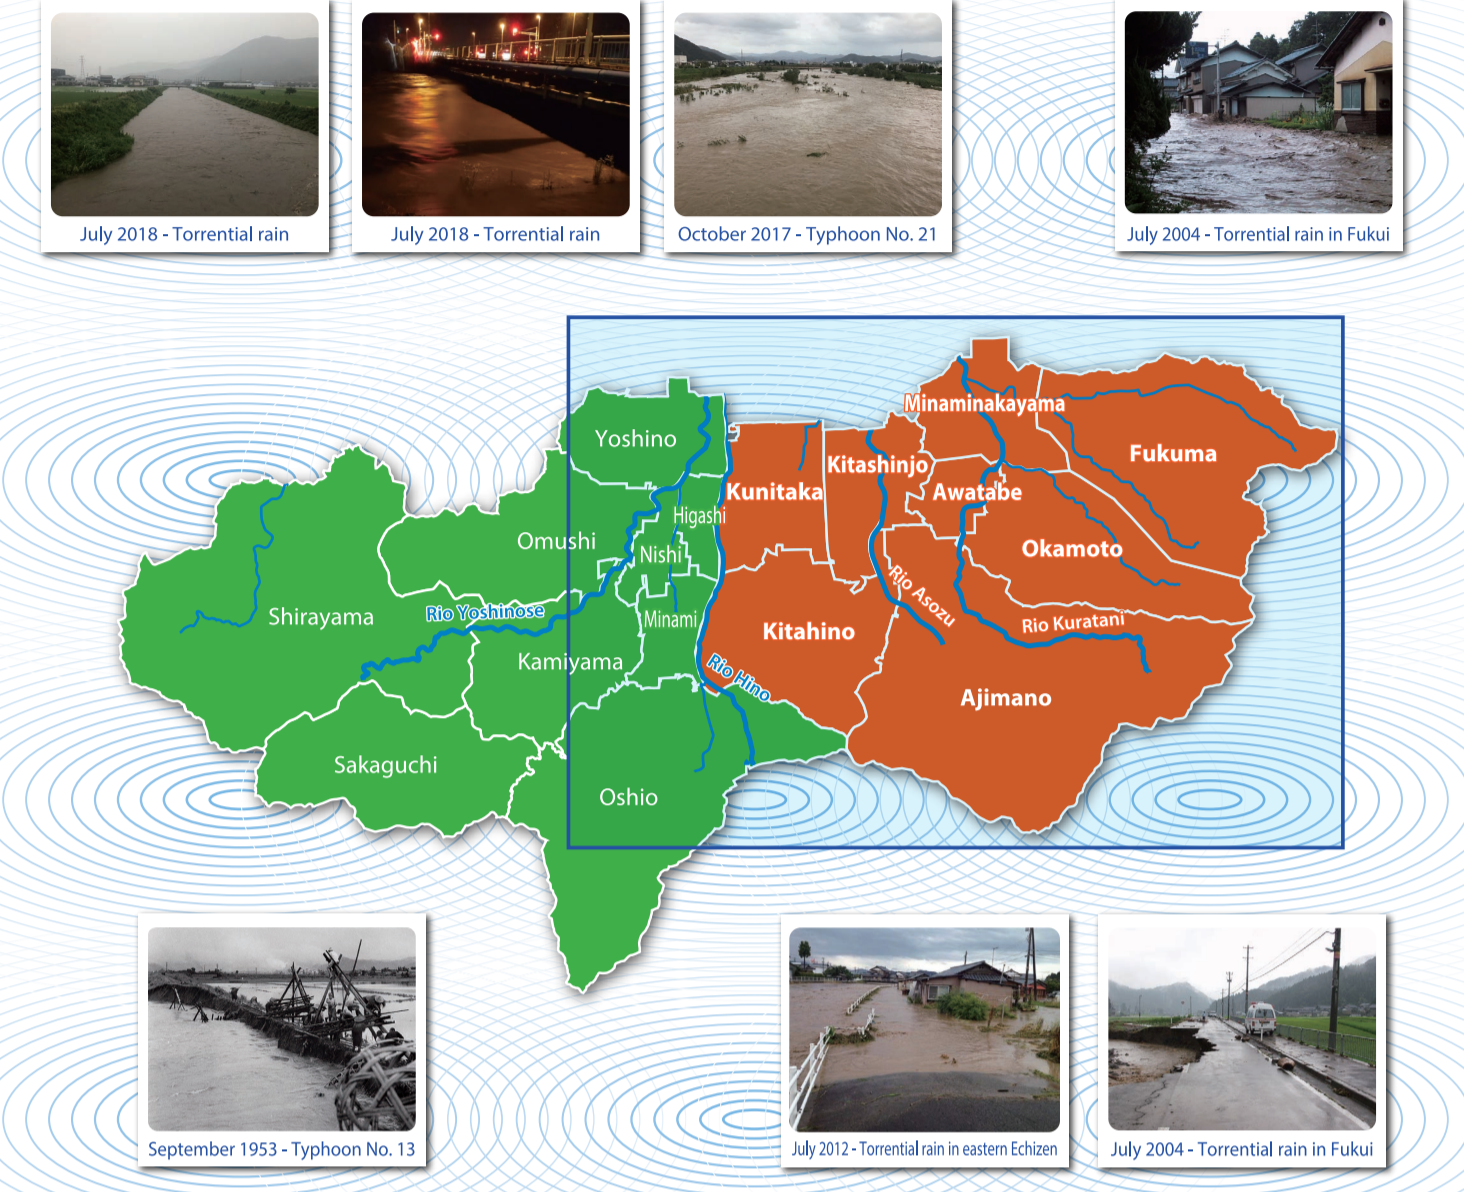 July 2018 - Torrential rain
July 2018 - Torrential rain
October 2017 - Typhoon No. 21
July 2004 - Torrential rain in Fukui
Minaminakayama
Yoshino
Fukuma
Kitashinjo
Kunitaka
Awatabe
Higashi
Omushi
Nishi
Okamoto
Rio Asozu
Shirayama
Rio Yoshinose
Minami
Kitahino
Rio Kuratani
Kamiyama
Rio Hino
Ajimano
Sakaguchi
Oshio
September 1953 - Typhoon No. 13
July 2012 - Torrential rain in eastern Echizen
July 2004 - Torrential rain in Fukui